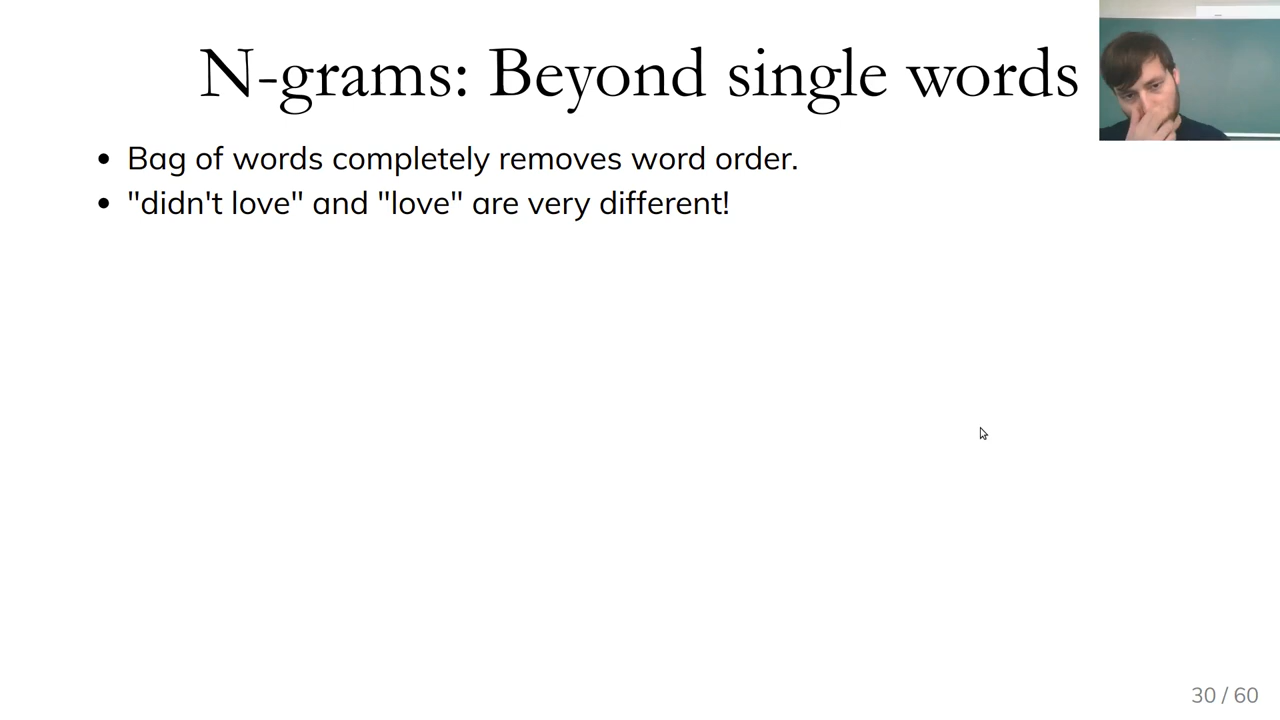 N-grams: Beyond single words
• Bag of words completely removes word order.
• "didn't love" and "love" are very different!
30 / 60